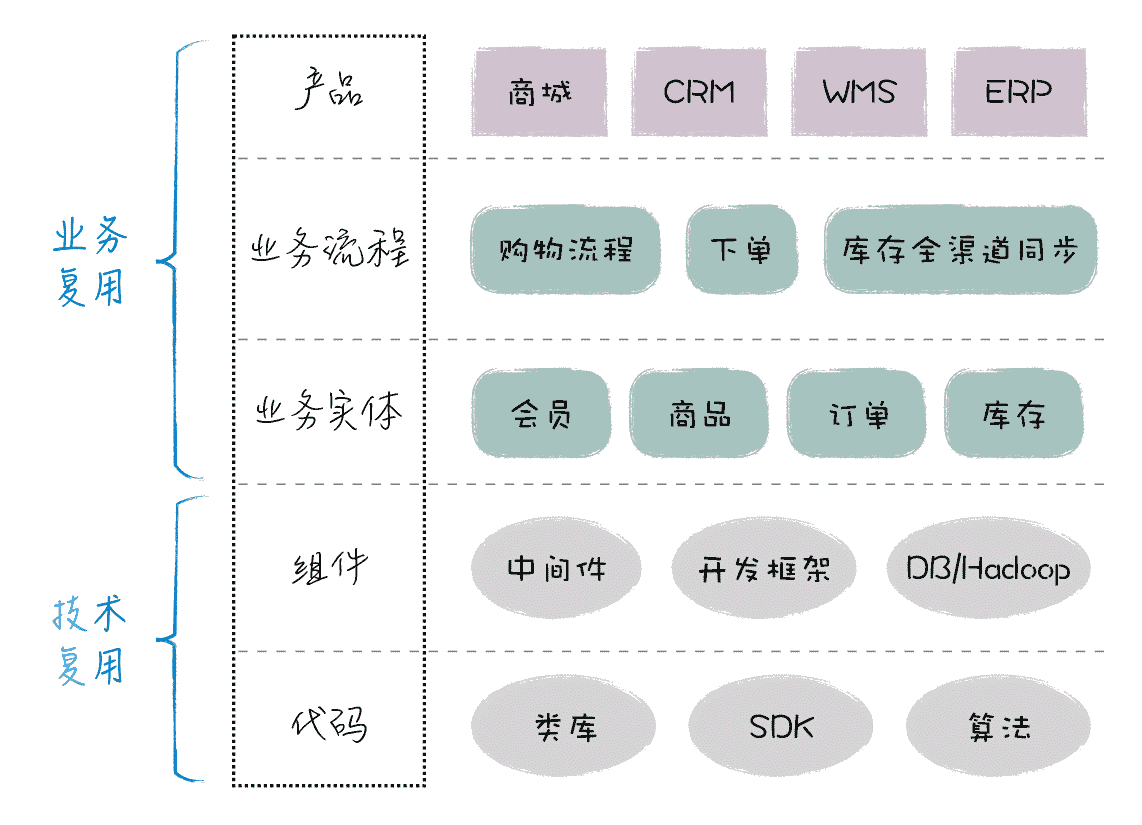 产品
商城
CRM
WMS
ERP
业务
复用
业务流程
购物流程
下单
库存全渠道同步
业务实体
会员
商品
订单
库存
技术
复用
组件
中间件
开发框架
DB/Hadoop
代码
类库
SDK
算法